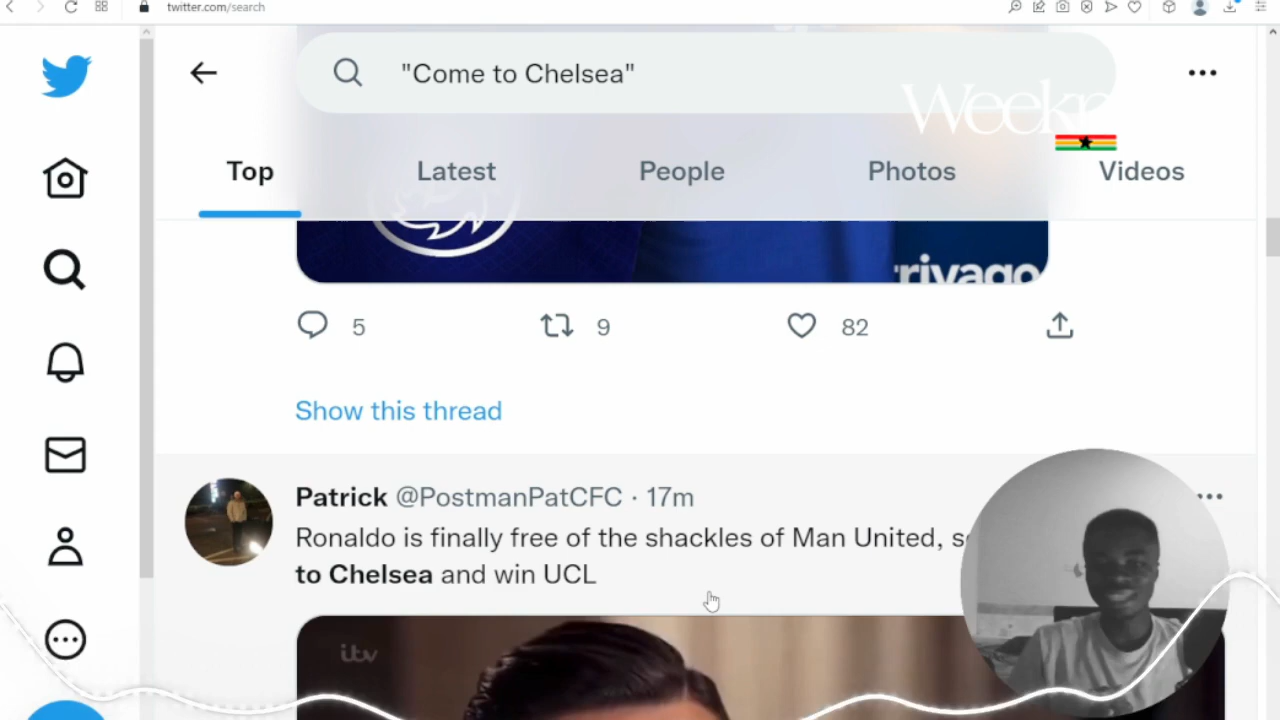 twitter.com/search
"Come to Chelsea"
Top
Latest
People
Photos
Videos
rivago
5
9
82
Show this thread
Patrick @PostmanPatCFC · 17m
Ronaldo is finally free of the shackles of Man United,
to Chelsea and win UCL
itv